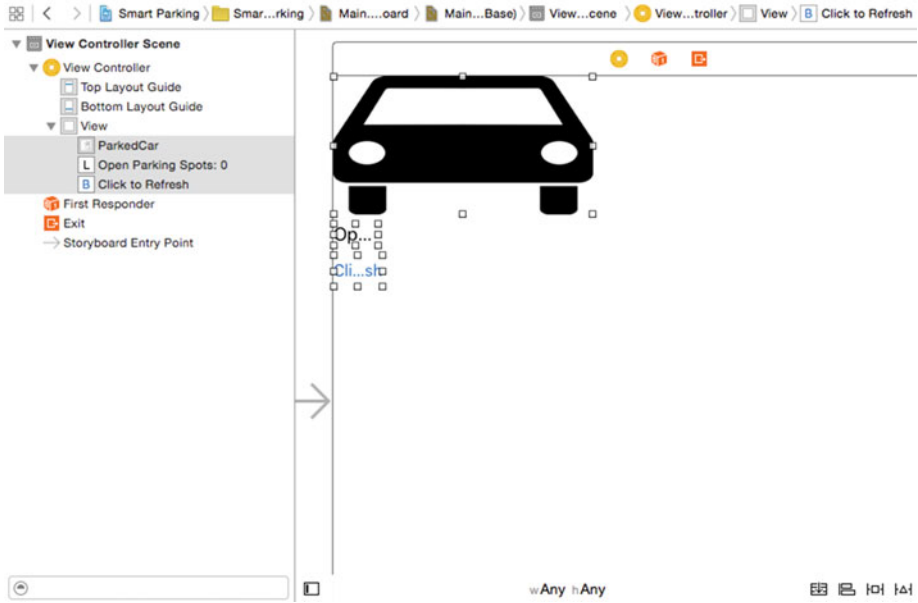 Smart Parking Smar...rking Main....oard Main...Base) View...cene View...troller View B Click to Refresh
View Controller Scene
View Controller
Top Layout Guide
Bottom Layout Guide
View
ParkedCar
L Open Parking Spots: 0
B Click to Refresh
First Responder
Exit
Storyboard Entry Point
Op...
Cli...sh
wAny hAny